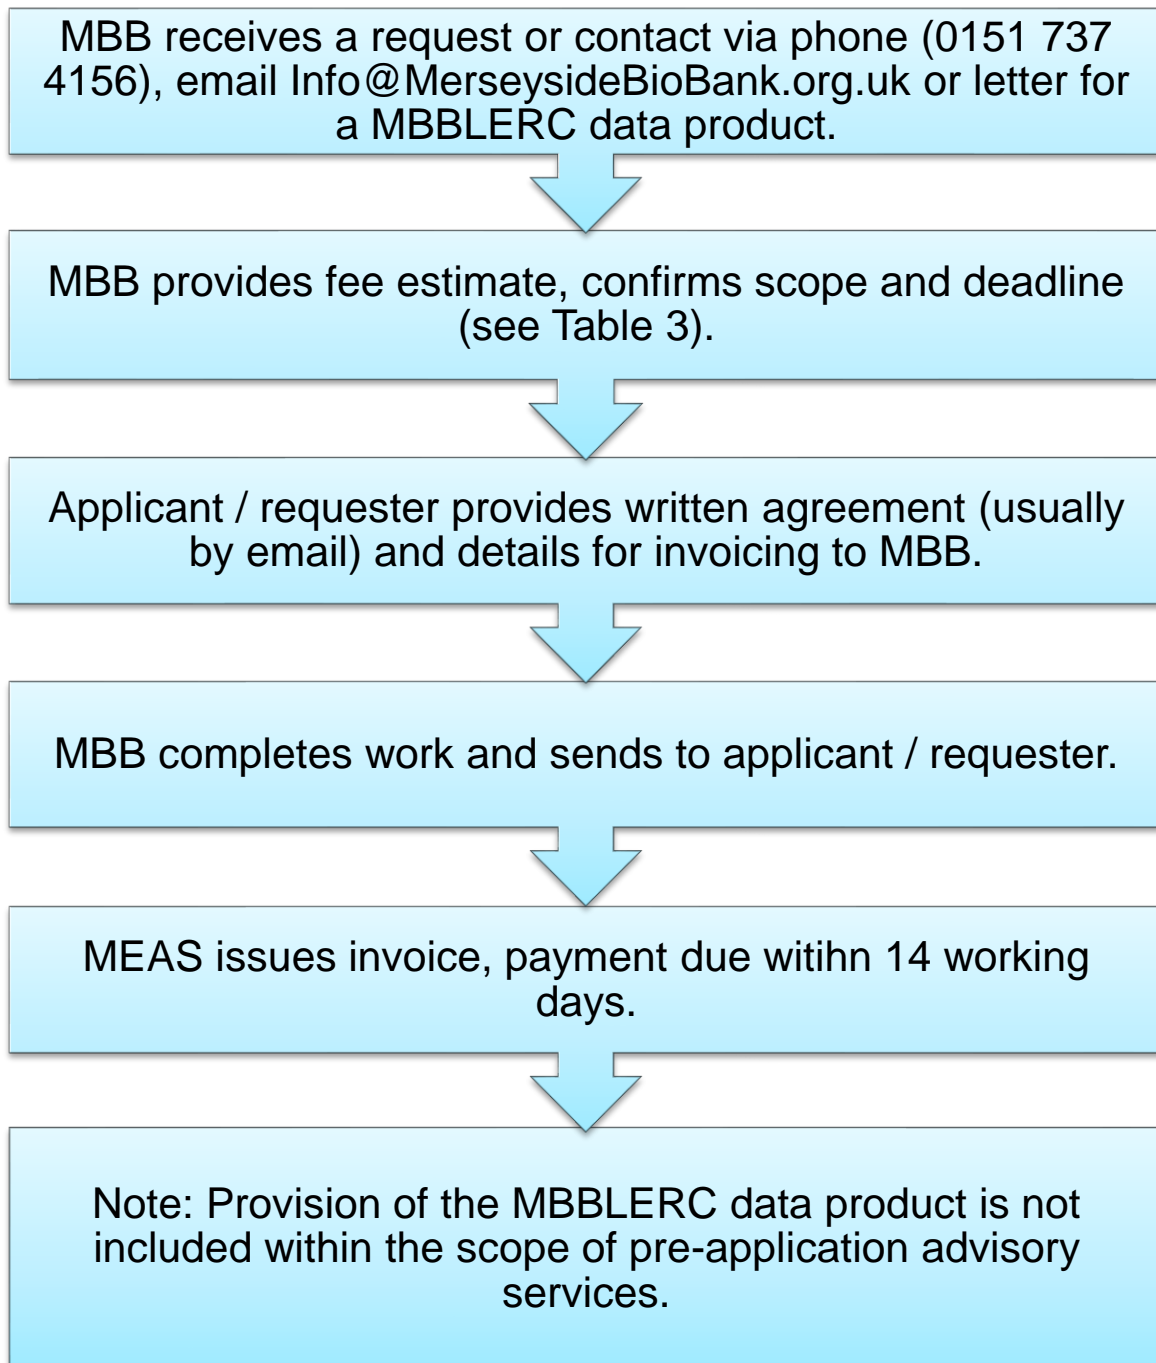 MBB receives a request or contact via phone (0151 737
4156), email Info@MerseysideBioBank.org.uk or letter for
a MBBLERC data product.
MBB provides fee estimate, confirms scope and deadline
(see Table 3).
Applicant / requester provides written agreement (usually
by email) and details for invoicing to MBB.
MBB completes work and sends to applicant / requester.
MEAS issues invoice, payment due witihn 14 working
days.
Note: Provision of the MBBLERC data product is not
included within the scope of pre-application advisory
services.